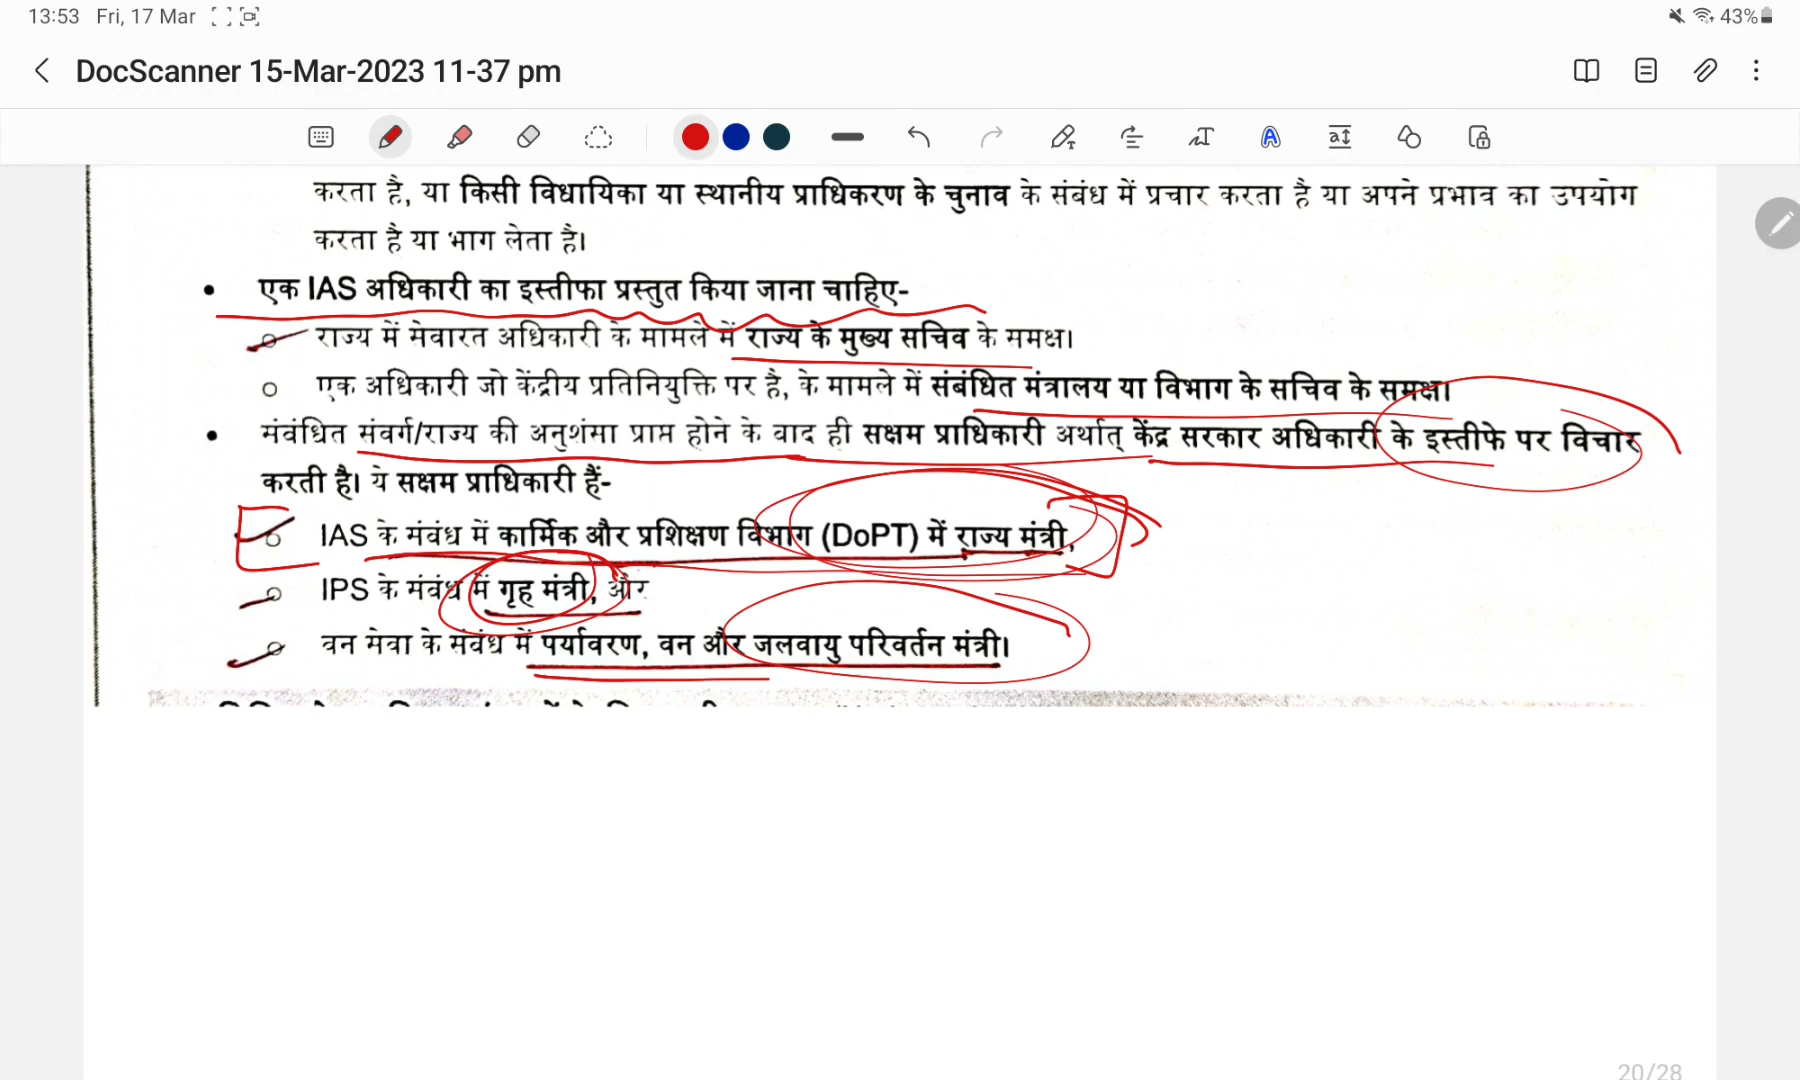 13:53 Fri, 17 Mar
43%
DocScanner 15-Mar-2023 11-37 pm
करता है, या किसी विधायिका या स्थानीय प्राधिकरण के चुनाव के संबंध में प्रचार करता है या अपने प्रभाव का उपयोग
करता है या भाग लेता है।
• एक IAS अधिकारी का इस्तीफा प्रस्तुत किया जाना चाहिए-
○ राज्य में सेवारत अधिकारी के मामले में राज्य के मुख्य सचिव के समक्ष।
○ एक अधिकारी जो केंद्रीय प्रतिनियुक्ति पर है, के मामले में संबंधित मंत्रालय या विभाग के सचिव के समक्ष।
• संबंधित संवर्ग/राज्य की अनुशंसा प्राप्त होने के बाद ही सक्षम प्राधिकारी अर्थात् केंद्र सरकार अधिकारी के इस्तीफे पर विचार
करती है। ये सक्षम प्राधिकारी हैं-
○ IAS के संबंध में कार्मिक और प्रशिक्षण विभाग (DoPT) में राज्य मंत्री,
○ IPS के संबंध में गृह मंत्री, और
○ वन सेवा के संबंध में पर्यावरण, वन और जलवायु परिवर्तन मंत्री।
20/28